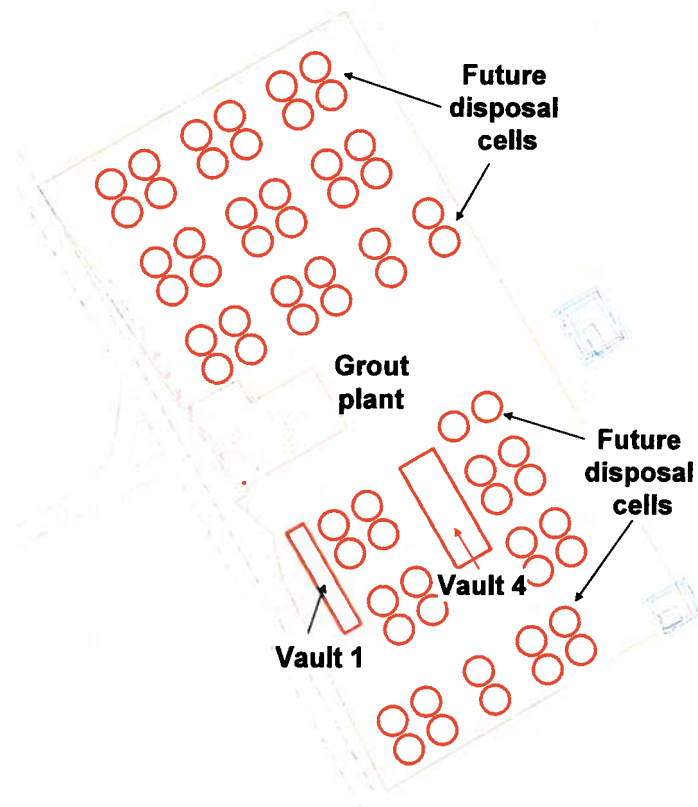 Future
disposal
cells
Grout
plant
Future
disposal
cells
Vault 4
Vault 1